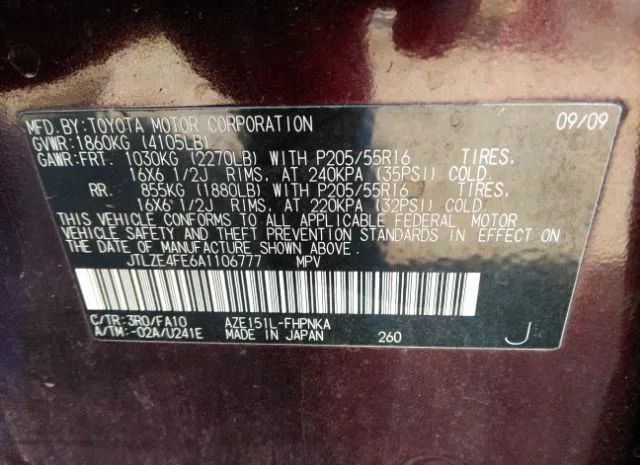 MFD.BY:TOYOTA MOTOR CORPORATION 09/09
GVWR:1860KG (4105LB)
GAWR:FRT. 1030KG (2270LB) WITH P205/55R16 TIRES,
16X6 1/2J RIMS, AT 240KPA (35PSI) COLD
RR. 855KG (1880LB) WITH P205/55R16 TIRES,
16X6 1/2J RIMS, AT 220KPA (32PSI) COLD
THIS VEHICLE CONFORMS TO ALL APPLICABLE FEDERAL MOTOR
VEHICLE SAFETY AND THEFT PREVENTION STANDARDS IN EFFECT ON
THE DATE OF MANUFACTURE SHOWN ABOVE.
JTLZE4FE6A1106777 MPV
C/TR:3R0/FA10 AZE151L-FHPNKA
A/TM:-02A/U241E MADE IN JAPAN 260 J